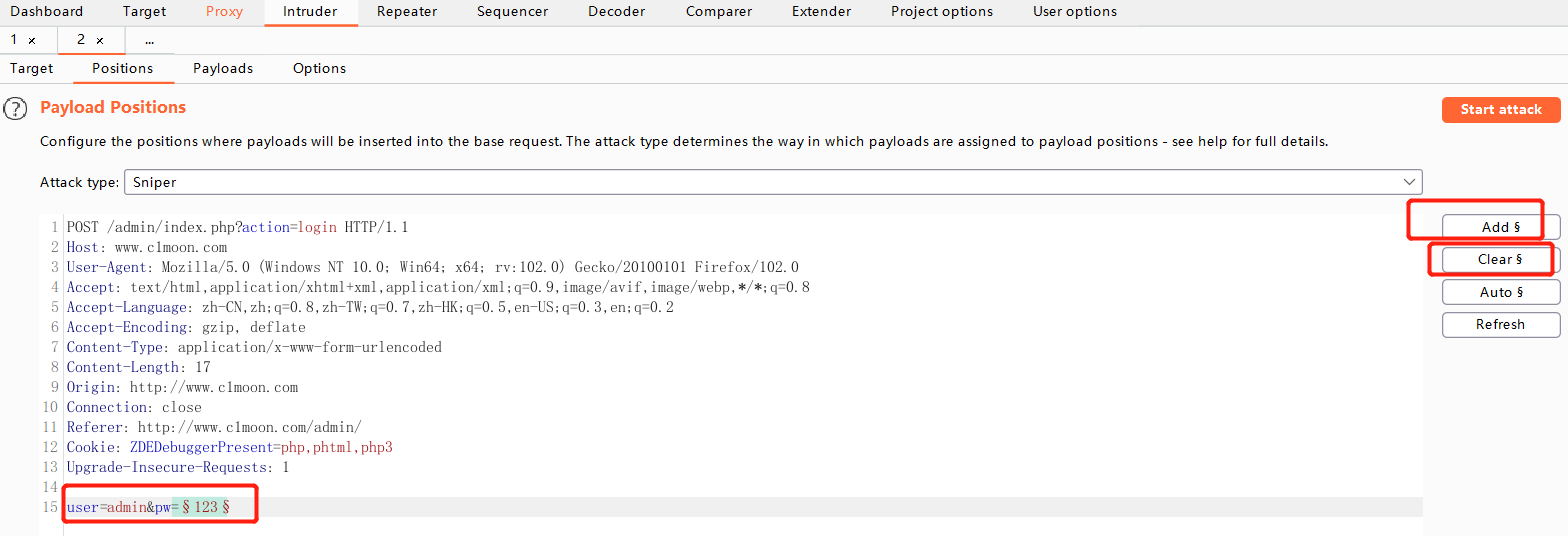 Dashboard Target Proxy Intruder Repeater Sequencer Decoder Comparer Extender Project options User options
1 × 2 × ...
Target Positions Payloads Options
? Payload Positions
Start attack
Configure the positions where payloads will be inserted into the base request. The attack type determines the way in which payloads are assigned to payload positions - see help for full details.
Attack type: Sniper
1 POST /admin/index.php?action=login HTTP/1.1
2 Host: www.c1moon.com
3 User-Agent: Mozilla/5.0 (Windows NT 10.0; Win64; x64; rv:102.0) Gecko/20100101 Firefox/102.0
4 Accept: text/html,application/xhtml+xml,application/xml;q=0.9,image/avif,image/webp,*/*;q=0.8
5 Accept-Language: zh-CN,zh;q=0.8,zh-TW;q=0.7,zh-HK;q=0.5,en-US;q=0.3,en;q=0.2
6 Accept-Encoding: gzip, deflate
7 Content-Type: application/x-www-form-urlencoded
8 Content-Length: 17
9 Origin: http://www.c1moon.com
10 Connection: close
11 Referer: http://www.c1moon.com/admin/
12 Cookie: ZDEDebuggerPresent=php,phtml,php3
13 Upgrade-Insecure-Requests: 1
14
15 user=admin&pw=§123§
Add §
Clear §
Auto §
Refresh